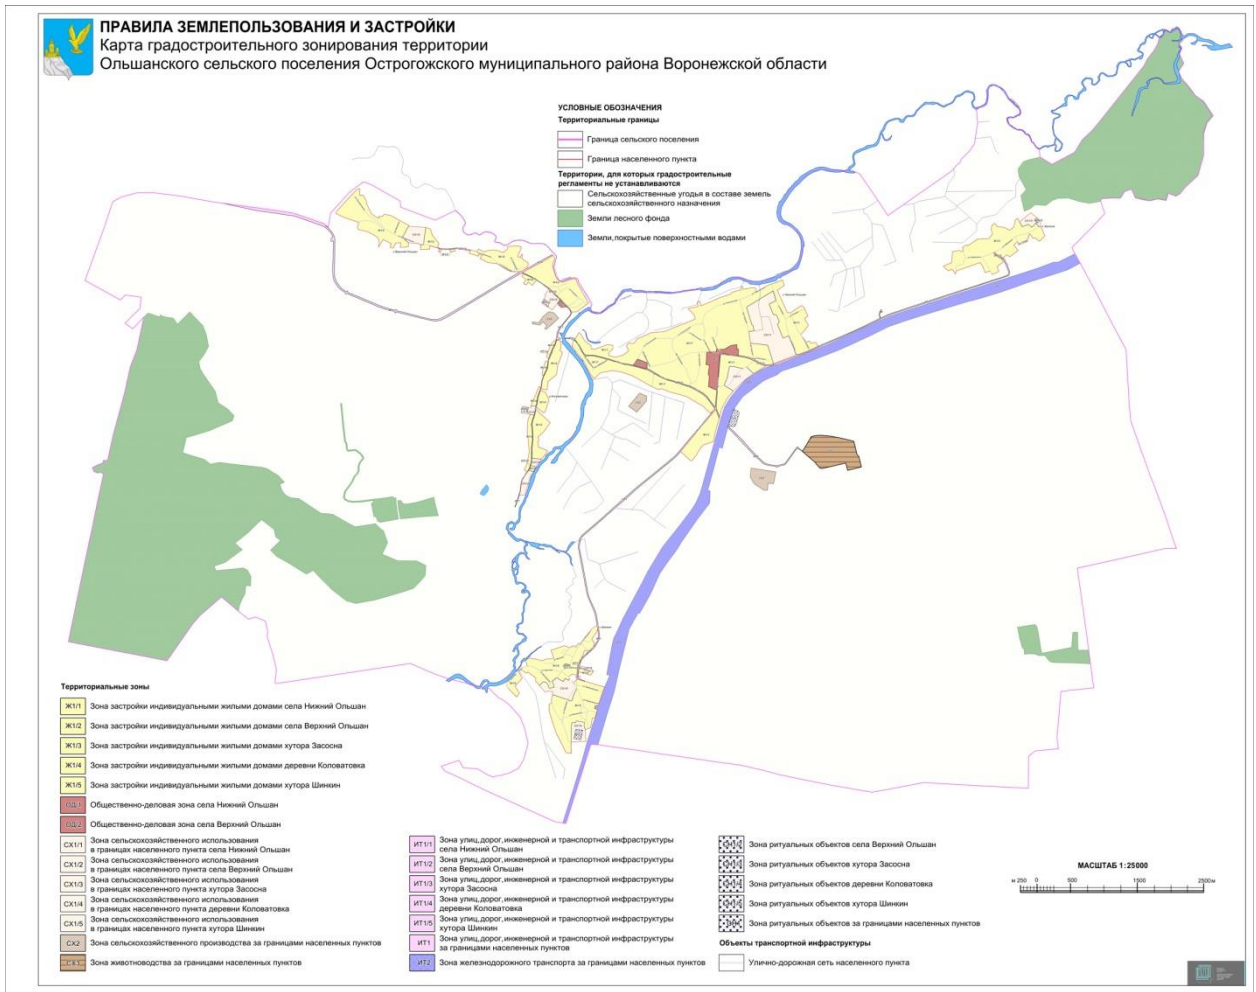 ПРАВИЛА ЗЕМЛЕПОЛЬЗОВАНИЯ И ЗАСТРОЙКИ
Карта градостроительного зонирования территории
Ольшанского сельского поселения Острогожского муниципального района Воронежской области
УСЛОВНЫЕ ОБОЗНАЧЕНИЯ
Территориальные границы
Граница сельского поселения
Граница населенного пункта
Территории, для которых градостроительные
регламенты не устанавливаются
Сельскохозяйственные угодья в составе земель
сельскохозяйственного назначения
Земли лесного фонда
Земли,покрытые поверхностными водами
Территориальные зоны
Ж1/1 Зона застройки индивидуальными жилыми домами села Нижний Ольшан
Ж1/2 Зона застройки индивидуальными жилыми домами села Верхний Ольшан
Ж1/3 Зона застройки индивидуальными жилыми домами хутора Засосна
Ж1/4 Зона застройки индивидуальными жилыми домами деревни Коловатовка
Ж1/5 Зона застройки индивидуальными жилыми домами хутора Шинкин
ОД/1 Общественно-деловая зона села Нижний Ольшан
ОД/2 Общественно-деловая зона села Верхний Ольшан
СХ1/1 Зона сельскохозяйственного использования
в границах населенного пункта села Нижний Ольшан
СХ1/2 Зона сельскохозяйственного использования
в границах населенного пункта села Верхний Ольшан
СХ1/3 Зона сельскохозяйственного использования
в границах населенного пункта хутора Засосна
СХ1/4 Зона сельскохозяйственного использования
в границах населенного пункта деревни Коловатовка
СХ1/5 Зона сельскохозяйственного использования
в границах населенного пункта хутора Шинкин
СХ2 Зона сельскохозяйственного производства за границами населенных пунктов
Зона животноводства за границами населенных пунктов
ИТ1/1 Зона улиц,дорог,инженерной и транспортной инфраструктуры
села Нижний Ольшан
ИТ1/2 Зона улиц,дорог,инженерной и транспортной инфраструктуры
села Верхний Ольшан
ИТ1/3 Зона улиц,дорог,инженерной и транспортной инфраструктуры
хутора Засосна
ИТ1/4 Зона улиц,дорог,инженерной и транспортной инфраструктуры
деревни Коловатовка
ИТ1/5 Зона улиц,дорог,инженерной и транспортной инфраструктуры
хутора Шинкин
ИТ1 Зона улиц,дорог,инженерной и транспортной инфраструктуры
за границами населенных пунктов
ИТ2 Зона железнодорожного транспорта за границами населенных пунктов
Зона ритуальных объектов села Верхний Ольшан
Зона ритуальных объектов хутора Засосна
Зона ритуальных объектов деревни Коловатовка
Зона ритуальных объектов хутора Шинкин
Зона ритуальных объектов за границами населенных пунктов
Объекты транспортной инфраструктуры
Улично-дорожная сеть населенного пункта
МАСШТАБ 1:25000
м 250 0 500 1500 2500м